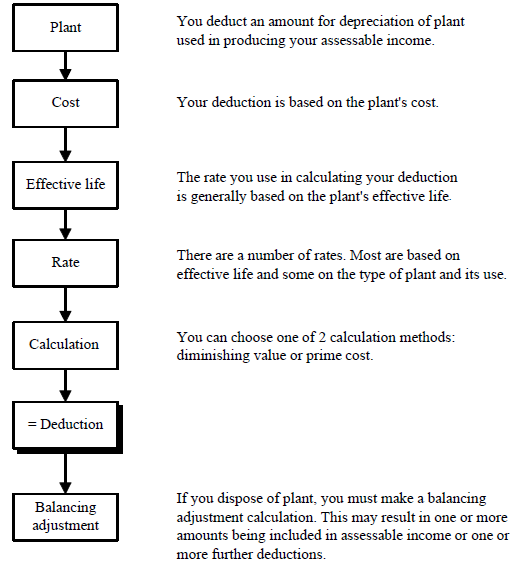 Plant
You deduct an amount for depreciation of plant
used in producing your assessable income.
Cost
Your deduction is based on the plant's cost.
Effective life
The rate you use in calculating your deduction
is generally based on the plant's effective life.
Rate
There are a number of rates. Most are based on
effective life and some on the type of plant and its use.
Calculation
You can choose one of 2 calculation methods:
diminishing value or prime cost.
= Deduction
Balancing
adjustment
If you dispose of plant, you must make a balancing
adjustment calculation. This may result in one or more
amounts being included in assessable income or one or
more further deductions.